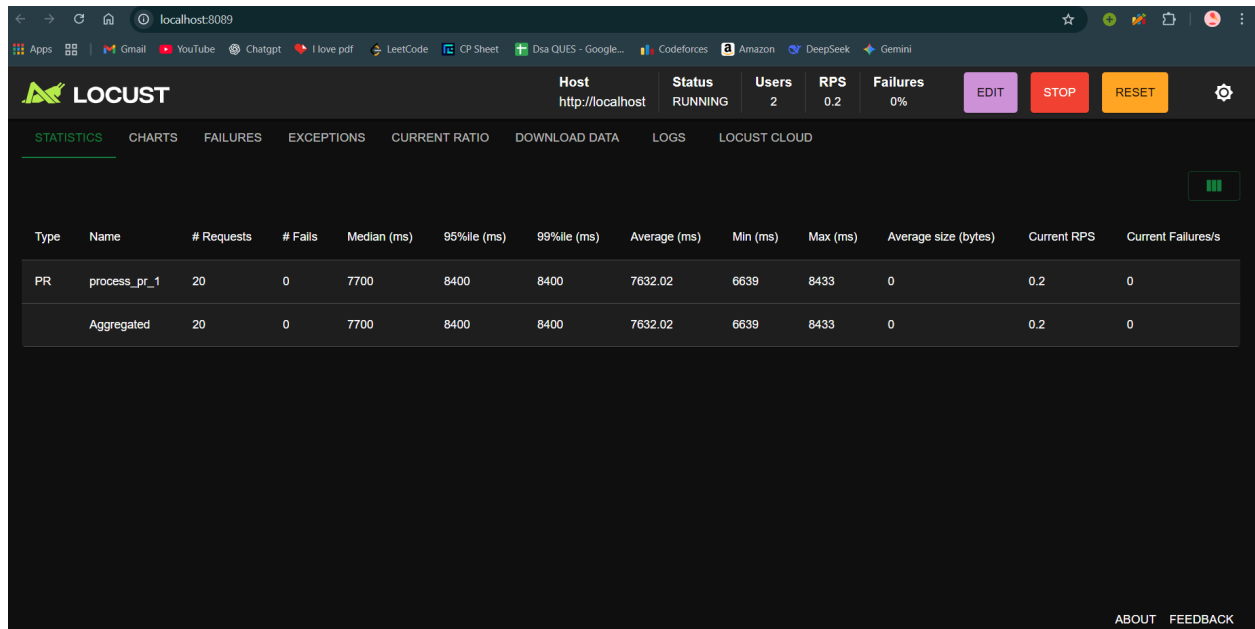 localhost:8089
Apps Gmail YouTube Chatgpt I love pdf LeetCode CP Sheet Dsa QUES - Google... Codeforces Amazon DeepSeek Gemini
LOCUST
Host Status Users RPS Failures
http://localhost RUNNING 2 0.2 0%
EDIT STOP RESET
STATISTICS CHARTS FAILURES EXCEPTIONS CURRENT RATIO DOWNLOAD DATA LOGS LOCUST CLOUD
Type Name # Requests # Fails Median (ms) 95%ile (ms) 99%ile (ms) Average (ms) Min (ms) Max (ms) Average size (bytes) Current RPS Current Failures/s
PR process_pr_1 20 0 7700 8400 8400 7632.02 6639 8433 0 0.2 0
Aggregated 20 0 7700 8400 8400 7632.02 6639 8433 0 0.2 0
ABOUT FEEDBACK